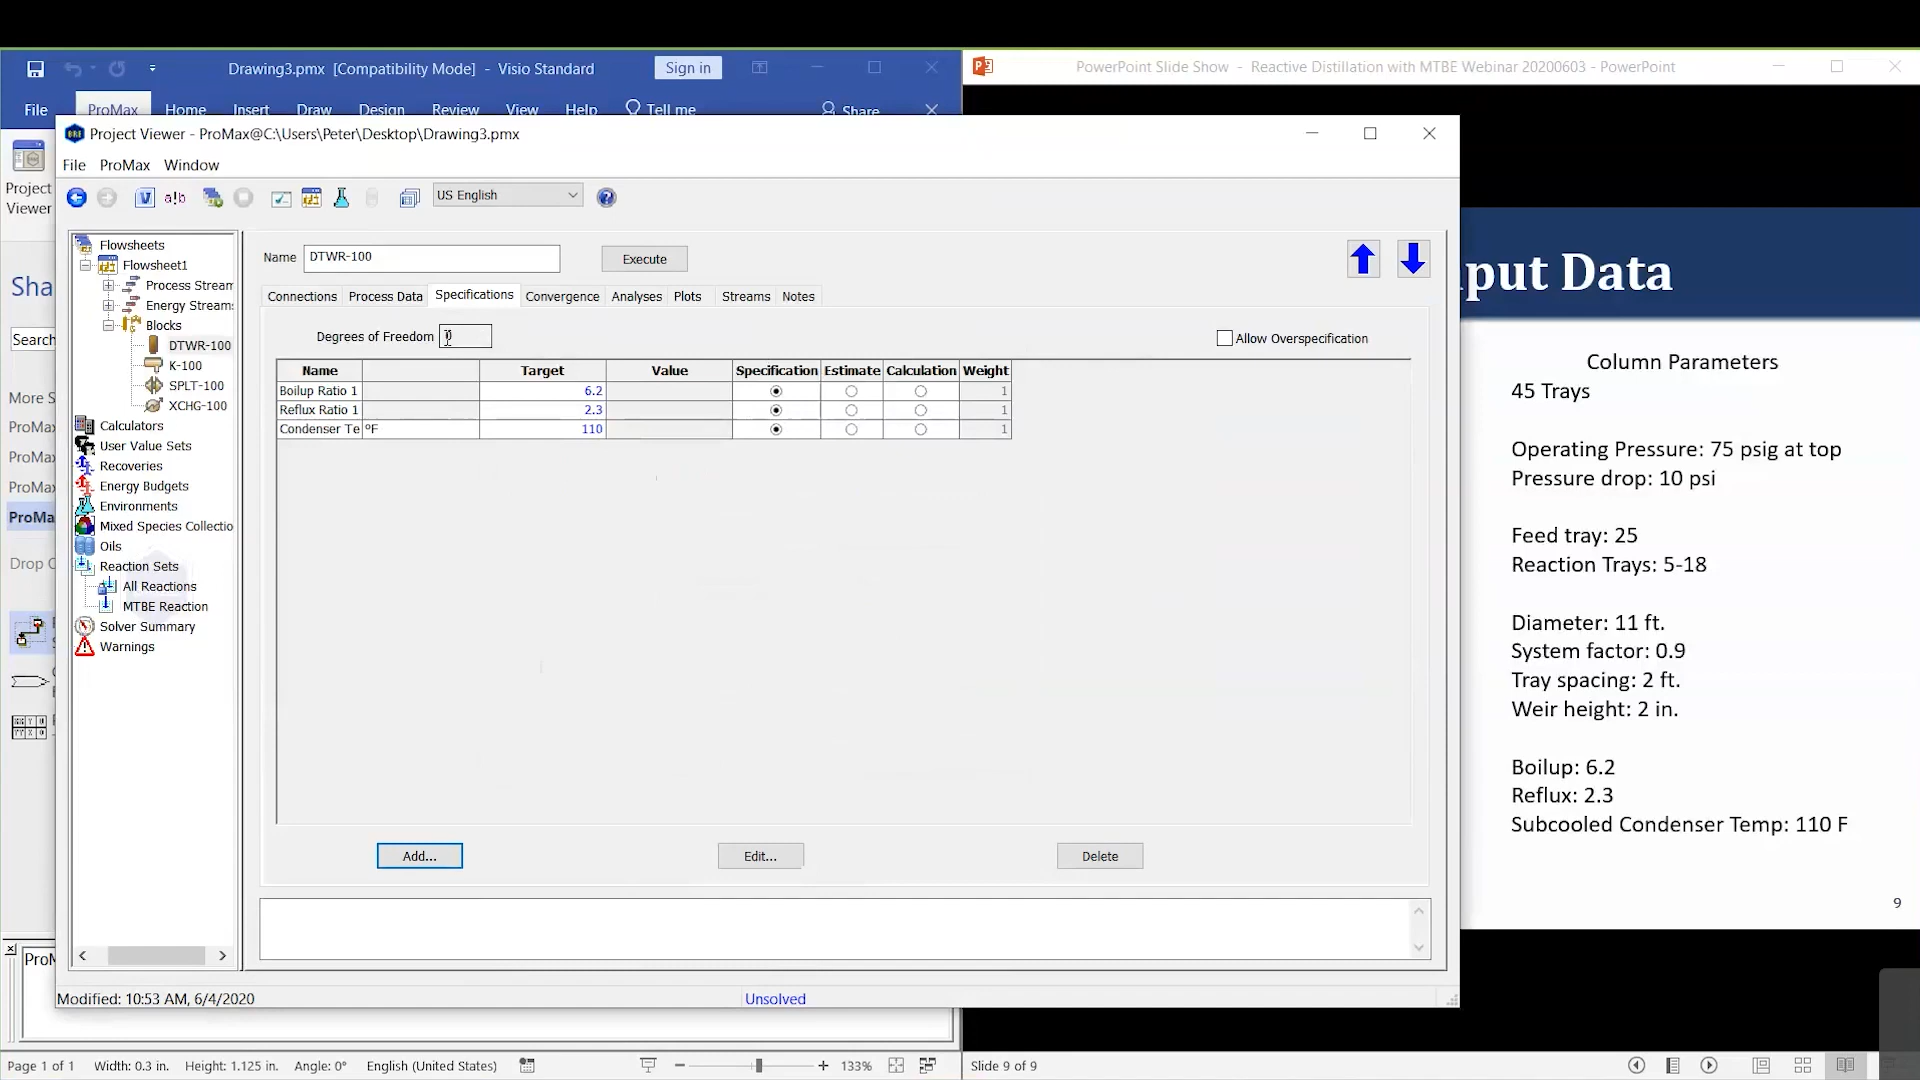 Drawing3.pmx [Compatibility Mode] - Visio Standard
Sign in
PowerPoint Slide Show - Reactive Distillation with MTBE Webinar 20200603 - PowerPoint
File ProMax Home Insert Draw Design Review View Help Tell me Share
Project Viewer - ProMax@C:\Users\Peter\Desktop\Drawing3.pmx
File ProMax Window
US English
Project
Viewer
Sha
Search
More S
ProMax
ProMax
ProMax
ProMa
Drop
ProM
Flowsheets
Flowsheet1
Process Stream
Energy Streams
Blocks
DTWR-100
K-100
SPLT-100
XCHG-100
Calculators
User Value Sets
Recoveries
Energy Budgets
Environments
Mixed Species Collectio
Oils
Reaction Sets
All Reactions
MTBE Reaction
Solver Summary
Warnings
Name DTWR-100 Execute
Connections Process Data Specifications Convergence Analyses Plots Streams Notes
Degrees of Freedom 0 Allow Overspecification
Name Target Value Specification Estimate Calculation Weight
Boilup Ratio 1 6.2 1
Reflux Ratio 1 2.3 1
Condenser Te °F 110 1
Add... Edit... Delete
Modified: 10:53 AM, 6/4/2020 Unsolved
put Data
Column Parameters
45 Trays
Operating Pressure: 75 psig at top
Pressure drop: 10 psi
Feed tray: 25
Reaction Trays: 5-18
Diameter: 11 ft.
System factor: 0.9
Tray spacing: 2 ft.
Weir height: 2 in.
Boilup: 6.2
Reflux: 2.3
Subcooled Condenser Temp: 110 F
9
Page 1 of 1 Width: 0.3 in. Height: 1.125 in. Angle: 0° English (United States) 133%
Slide 9 of 9